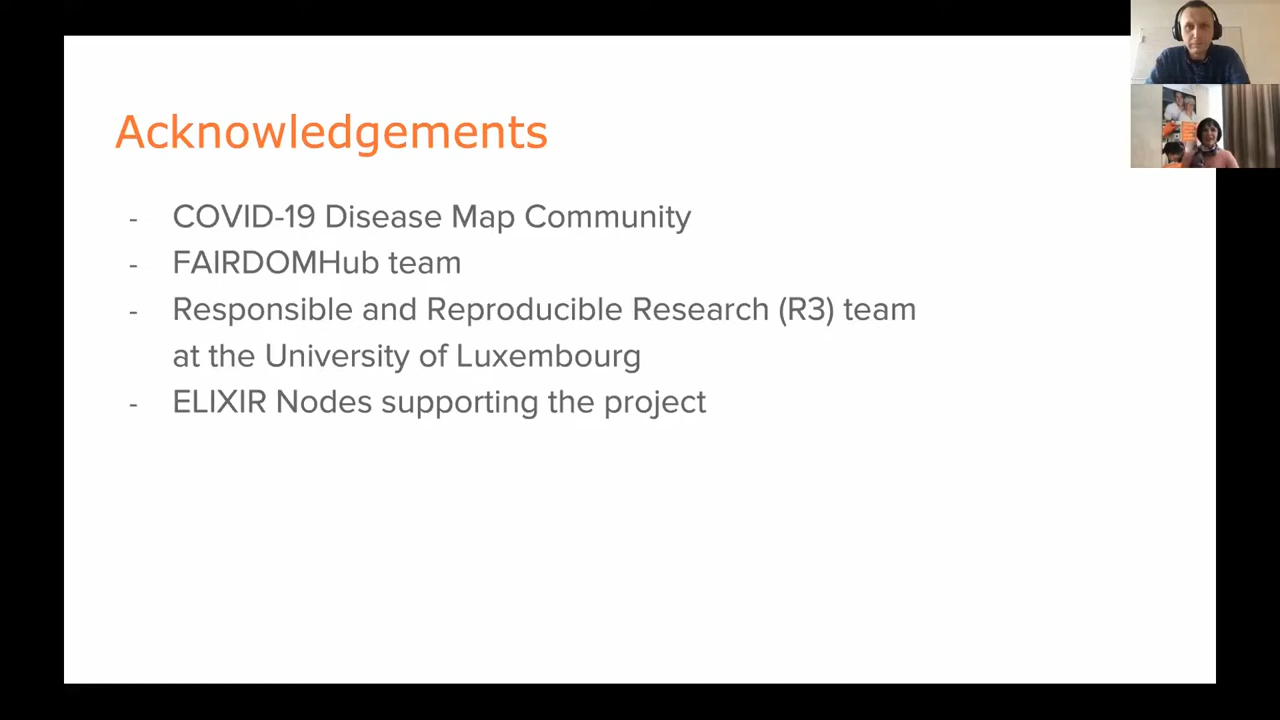 Acknowledgements
- COVID-19 Disease Map Community
- FAIRDOMHub team
- Responsible and Reproducible Research (R3) team
at the University of Luxembourg
- ELIXIR Nodes supporting the project